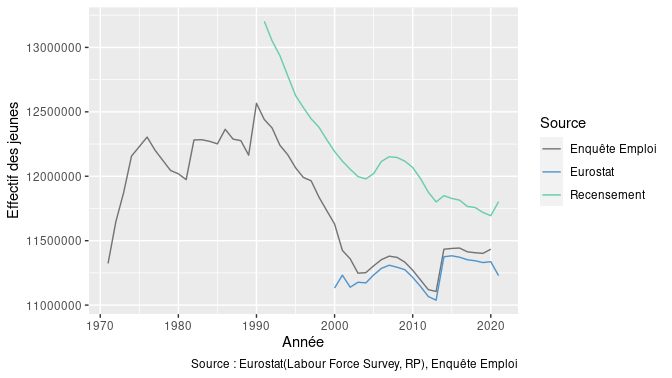 13000000
12500000
12000000
11500000
11000000
Effectif des jeunes
1970 1980 1990 2000 2010 2020
Année
Source
Enquête Emploi
Eurostat
Recensement
Source : Eurostat(Labour Force Survey, RP), Enquête Emploi